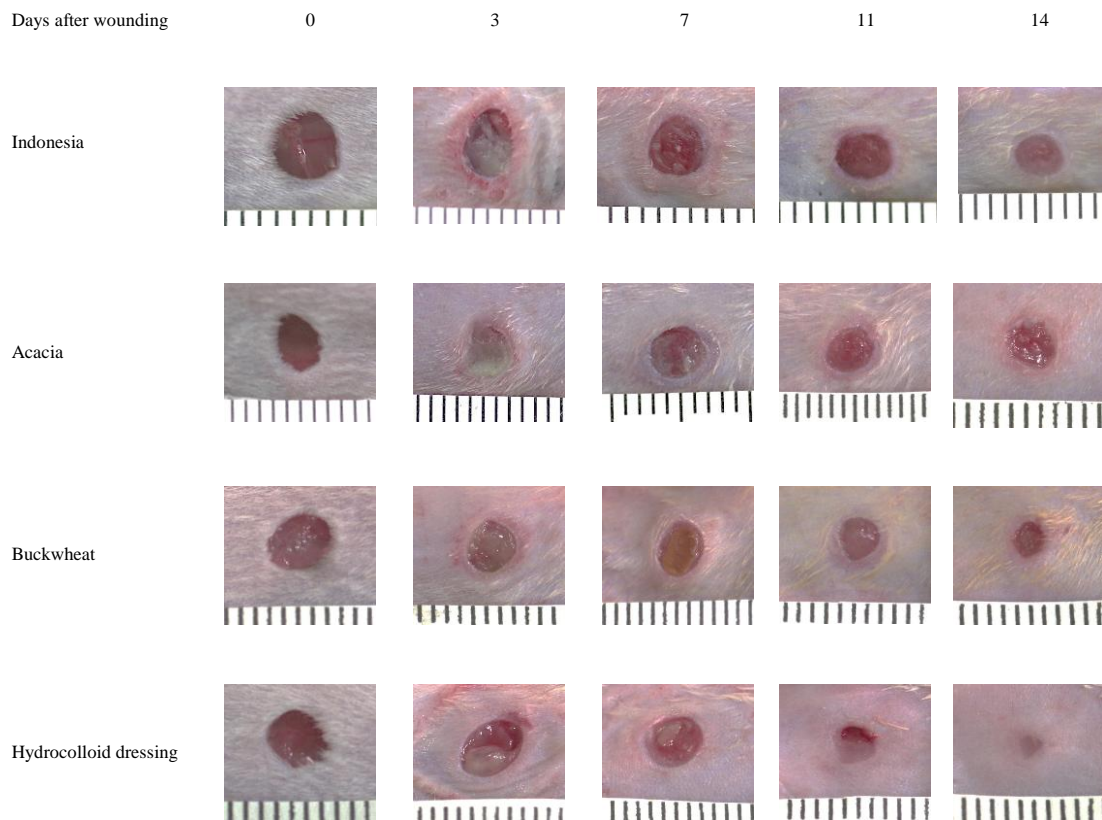 Days after wounding 0 3 7 11 14
Indonesia
Acacia
Buckwheat
Hydrocolloid dressing